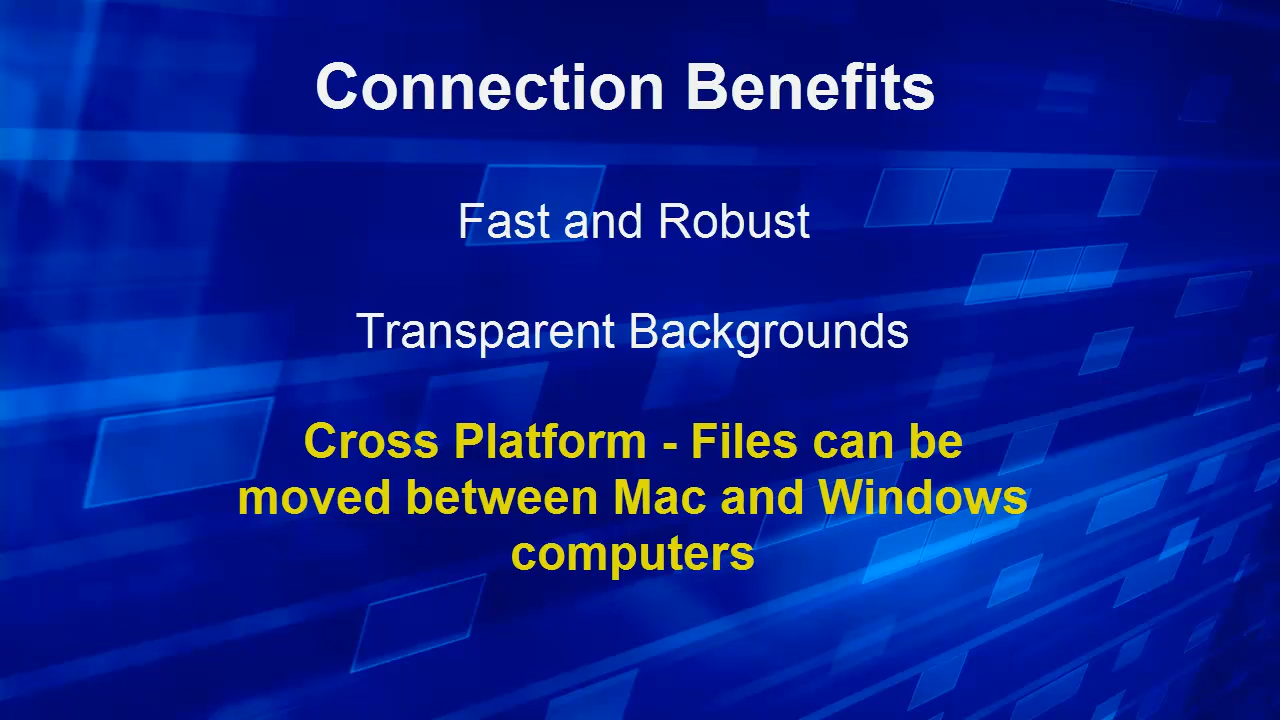 Connection Benefits
Fast and Robust
Transparent Backgrounds
Cross Platform - Files can be
moved between Mac and Windows
computers